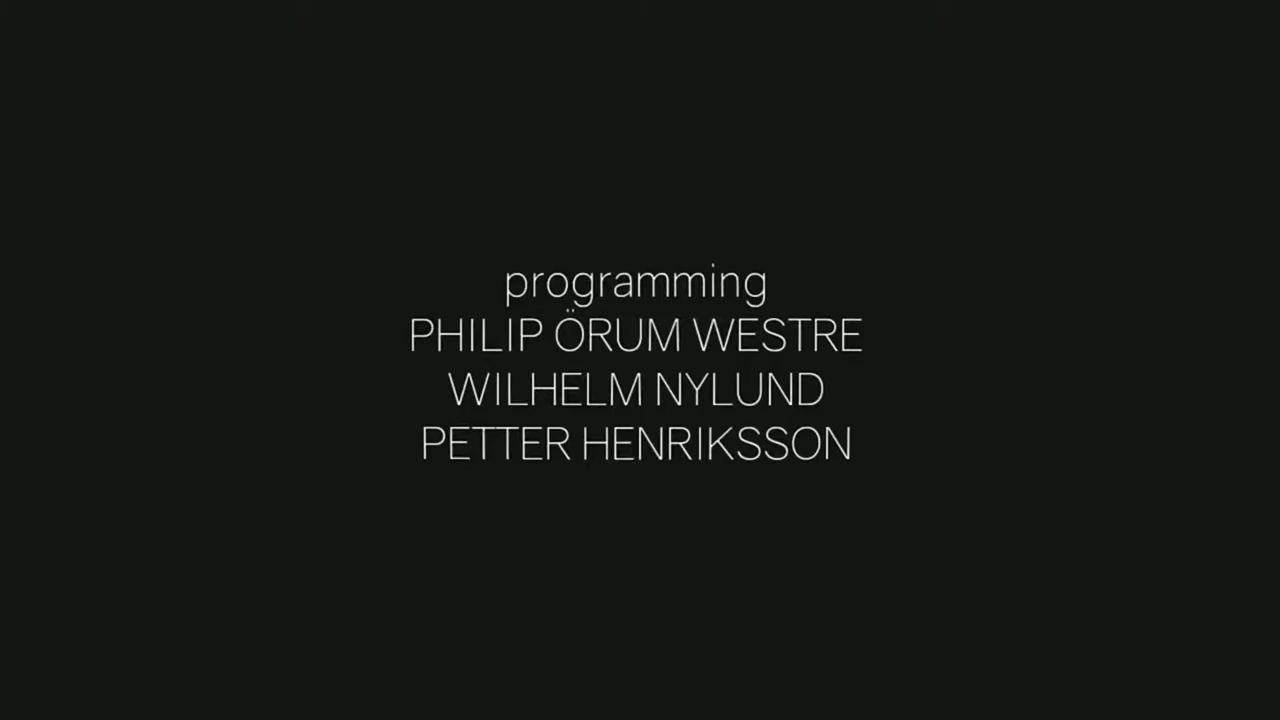 programming
PHILIP ÖRUM WESTRE
WILHELM NYLUND
PETTER HENRIKSSON